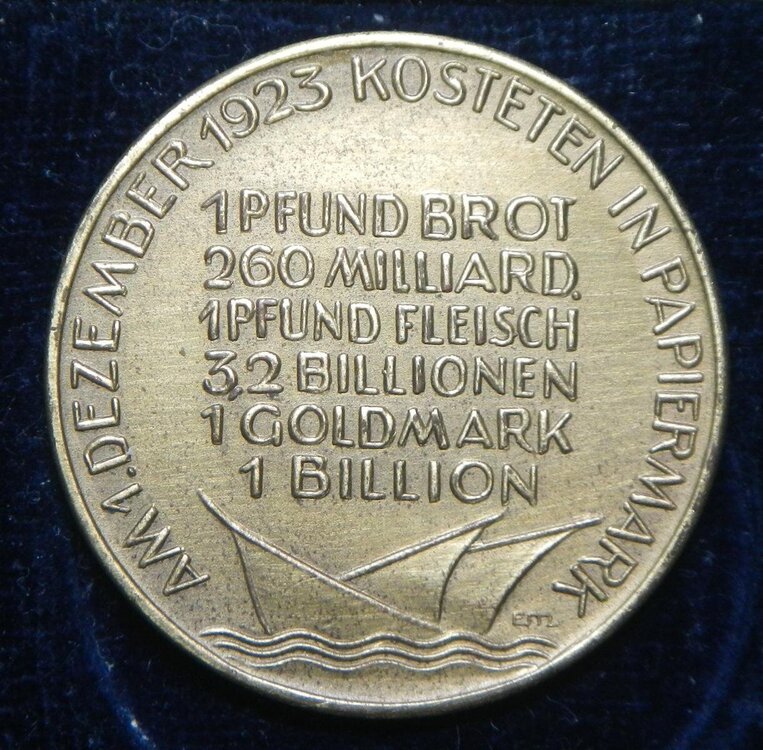 AM 1. DEZEMBER 1923 KOSTETEN IN PAPIERMARK
1 PFUND BROT
260 MILLIARD.
1 PFUND FLEISCH
3,2 BILLIONEN
1 GOLDMARK
1 BILLION